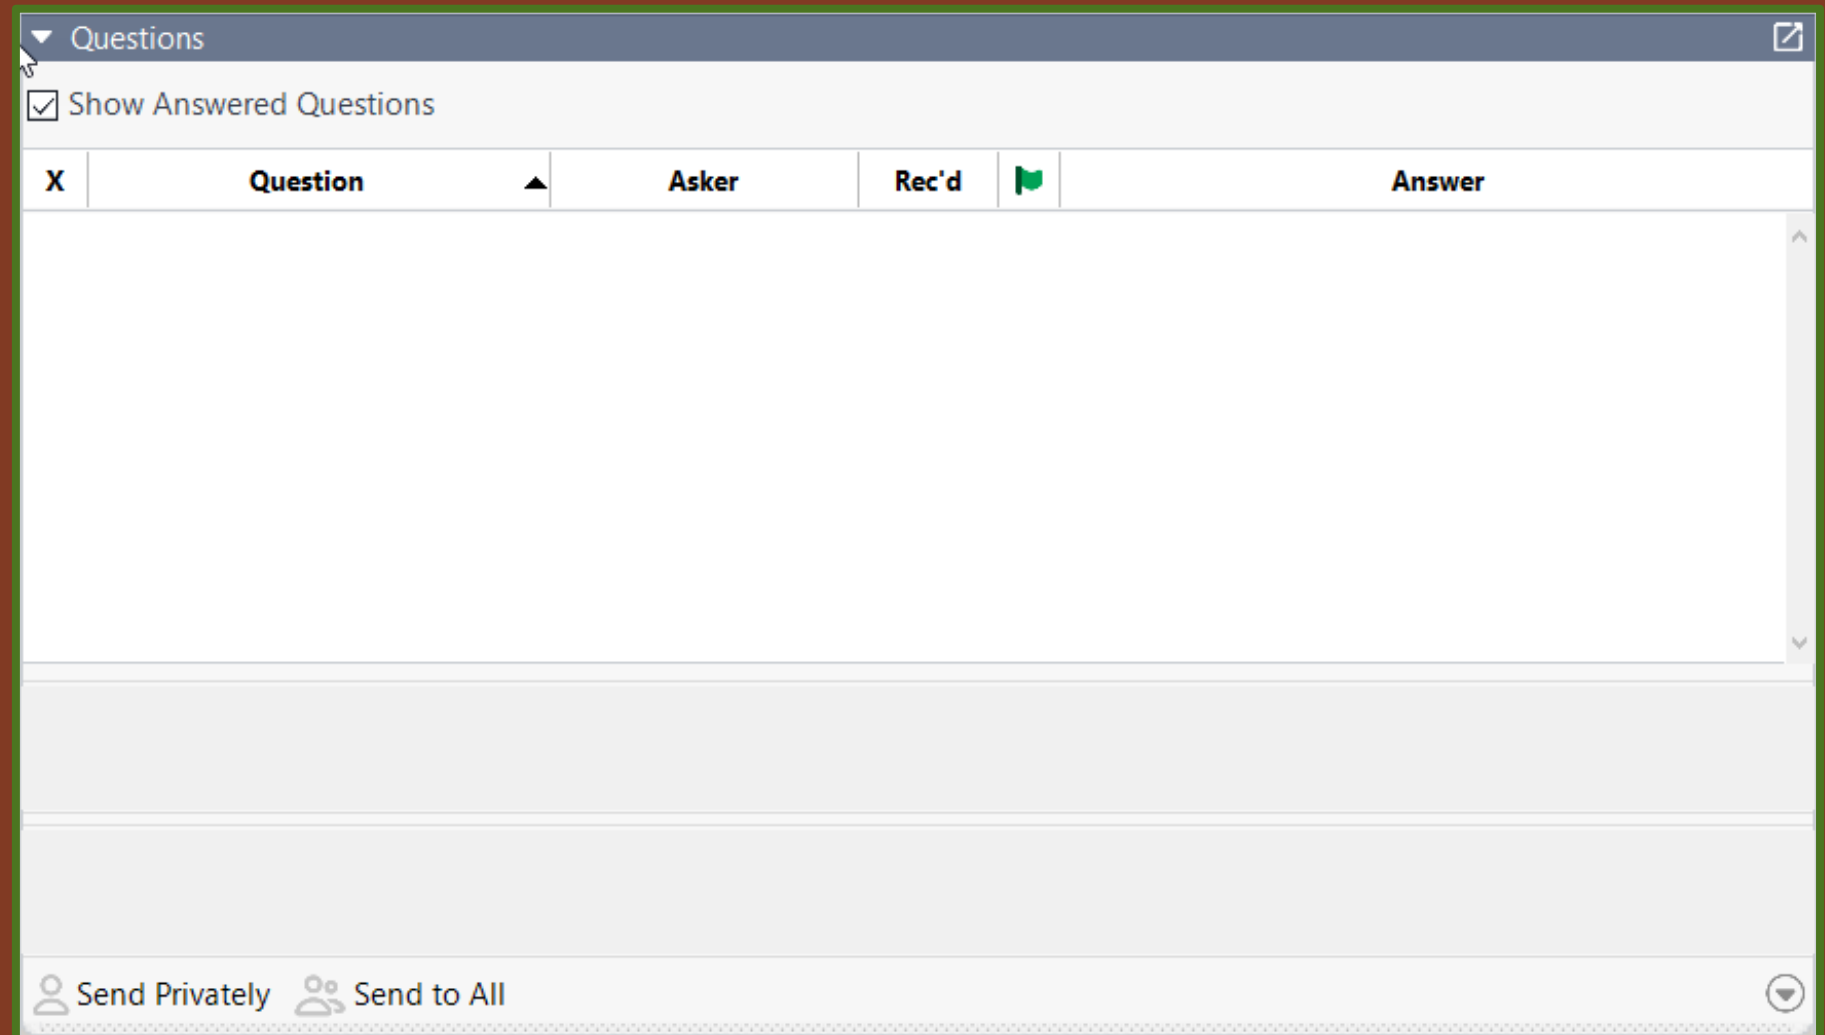 Questions
Show Answered Questions
X Question Asker Rec'd Answer
Send Privately Send to All